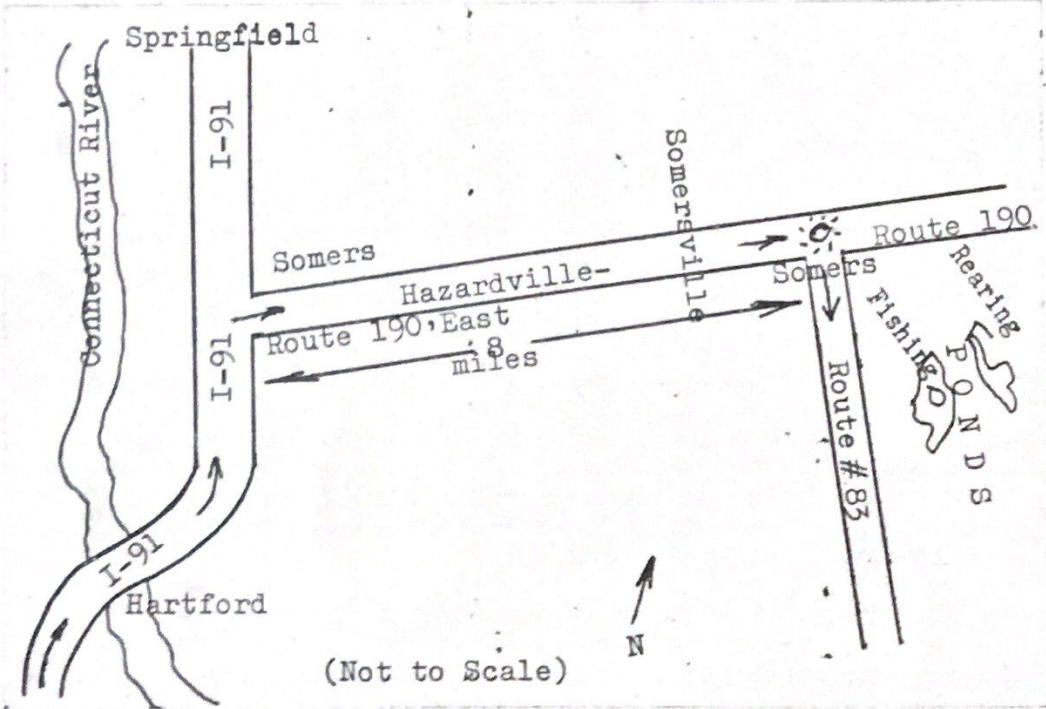 Springfield
Connecticut River
I-91
Somersville
Somers
Route 190
Hazardville-
Somers
Rearing
Fishing
PONDS
Route 190, East
8
miles
I-91
Route # 83
I-91
Hartford
N
(Not to Scale)